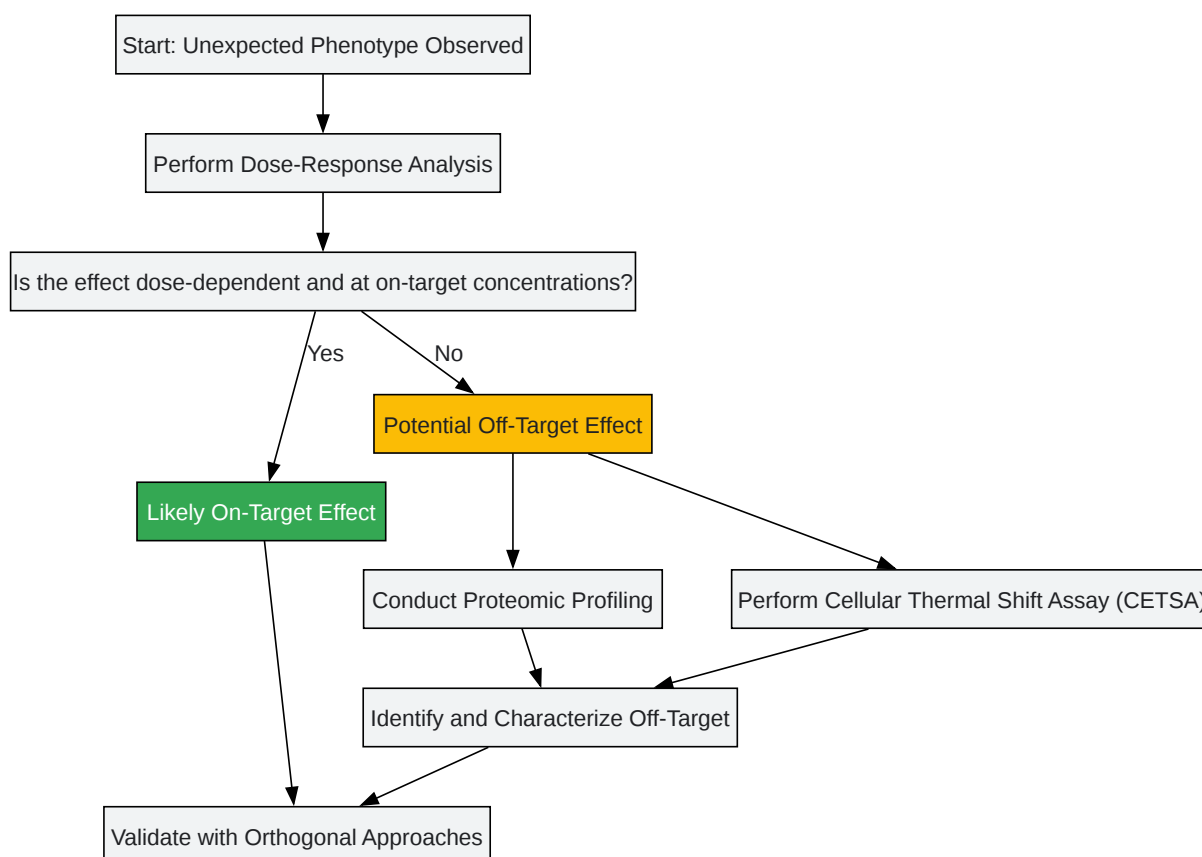 Start: Unexpected Phenotype Observed
Perform Dose-Response Analysis
Is the effect dose-dependent and at on-target concentrations?
Yes
No
Potential Off-Target Effect
Likely On-Target Effect
Conduct Proteomic Profiling
Perform Cellular Thermal Shift Assay (CETSA)
Identify and Characterize Off-Target
Validate with Orthogonal Approaches